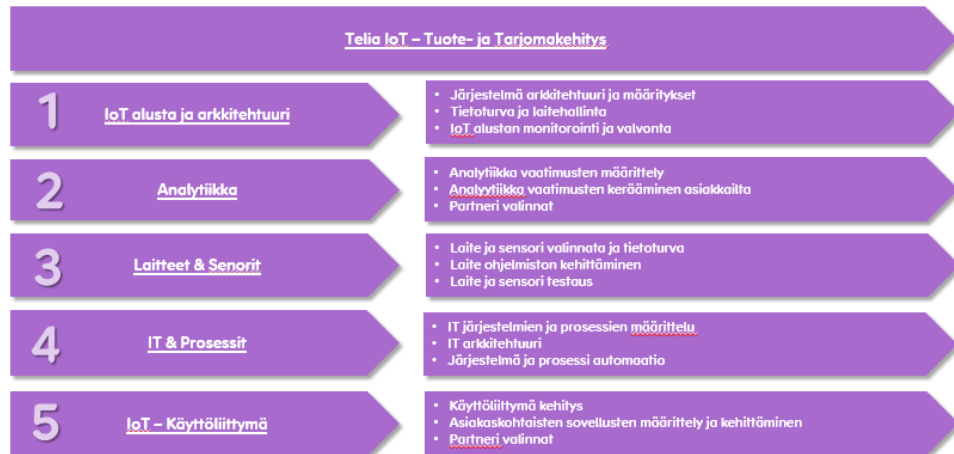 Telia IoT – Tuote- ja Tarjomakehitys
1
IoT alusta ja arkkitehtuuri
• Järjestelmä arkkitehtuuri ja määritykset
• Tietoturva ja laitehallinta
• IoT alustan monitorointi ja valvonta
2
Analytiikka
• Analytiikka vaatimusten määrittely
• Analyytiikka vaatimusten kerääminen asiakkailta
• Partneri valinnat
3
Laitteet & Senorit
• Laite ja sensori valinnata ja tietoturva
• Laite ohjelmiston kehittäminen
• Laite ja sensori testaus
4
IT & Prosessit
• IT järjestelmien ja prosessien määrittelu
• IT arkkitehtuuri
• Järjestelmä ja prosessi automaatio
5
IoT – Käyttöliittymä
• Käyttöliittymä kehitys
• Asiakaskohtaisten sovellusten määrittely ja kehittäminen
• Partneri valinnat